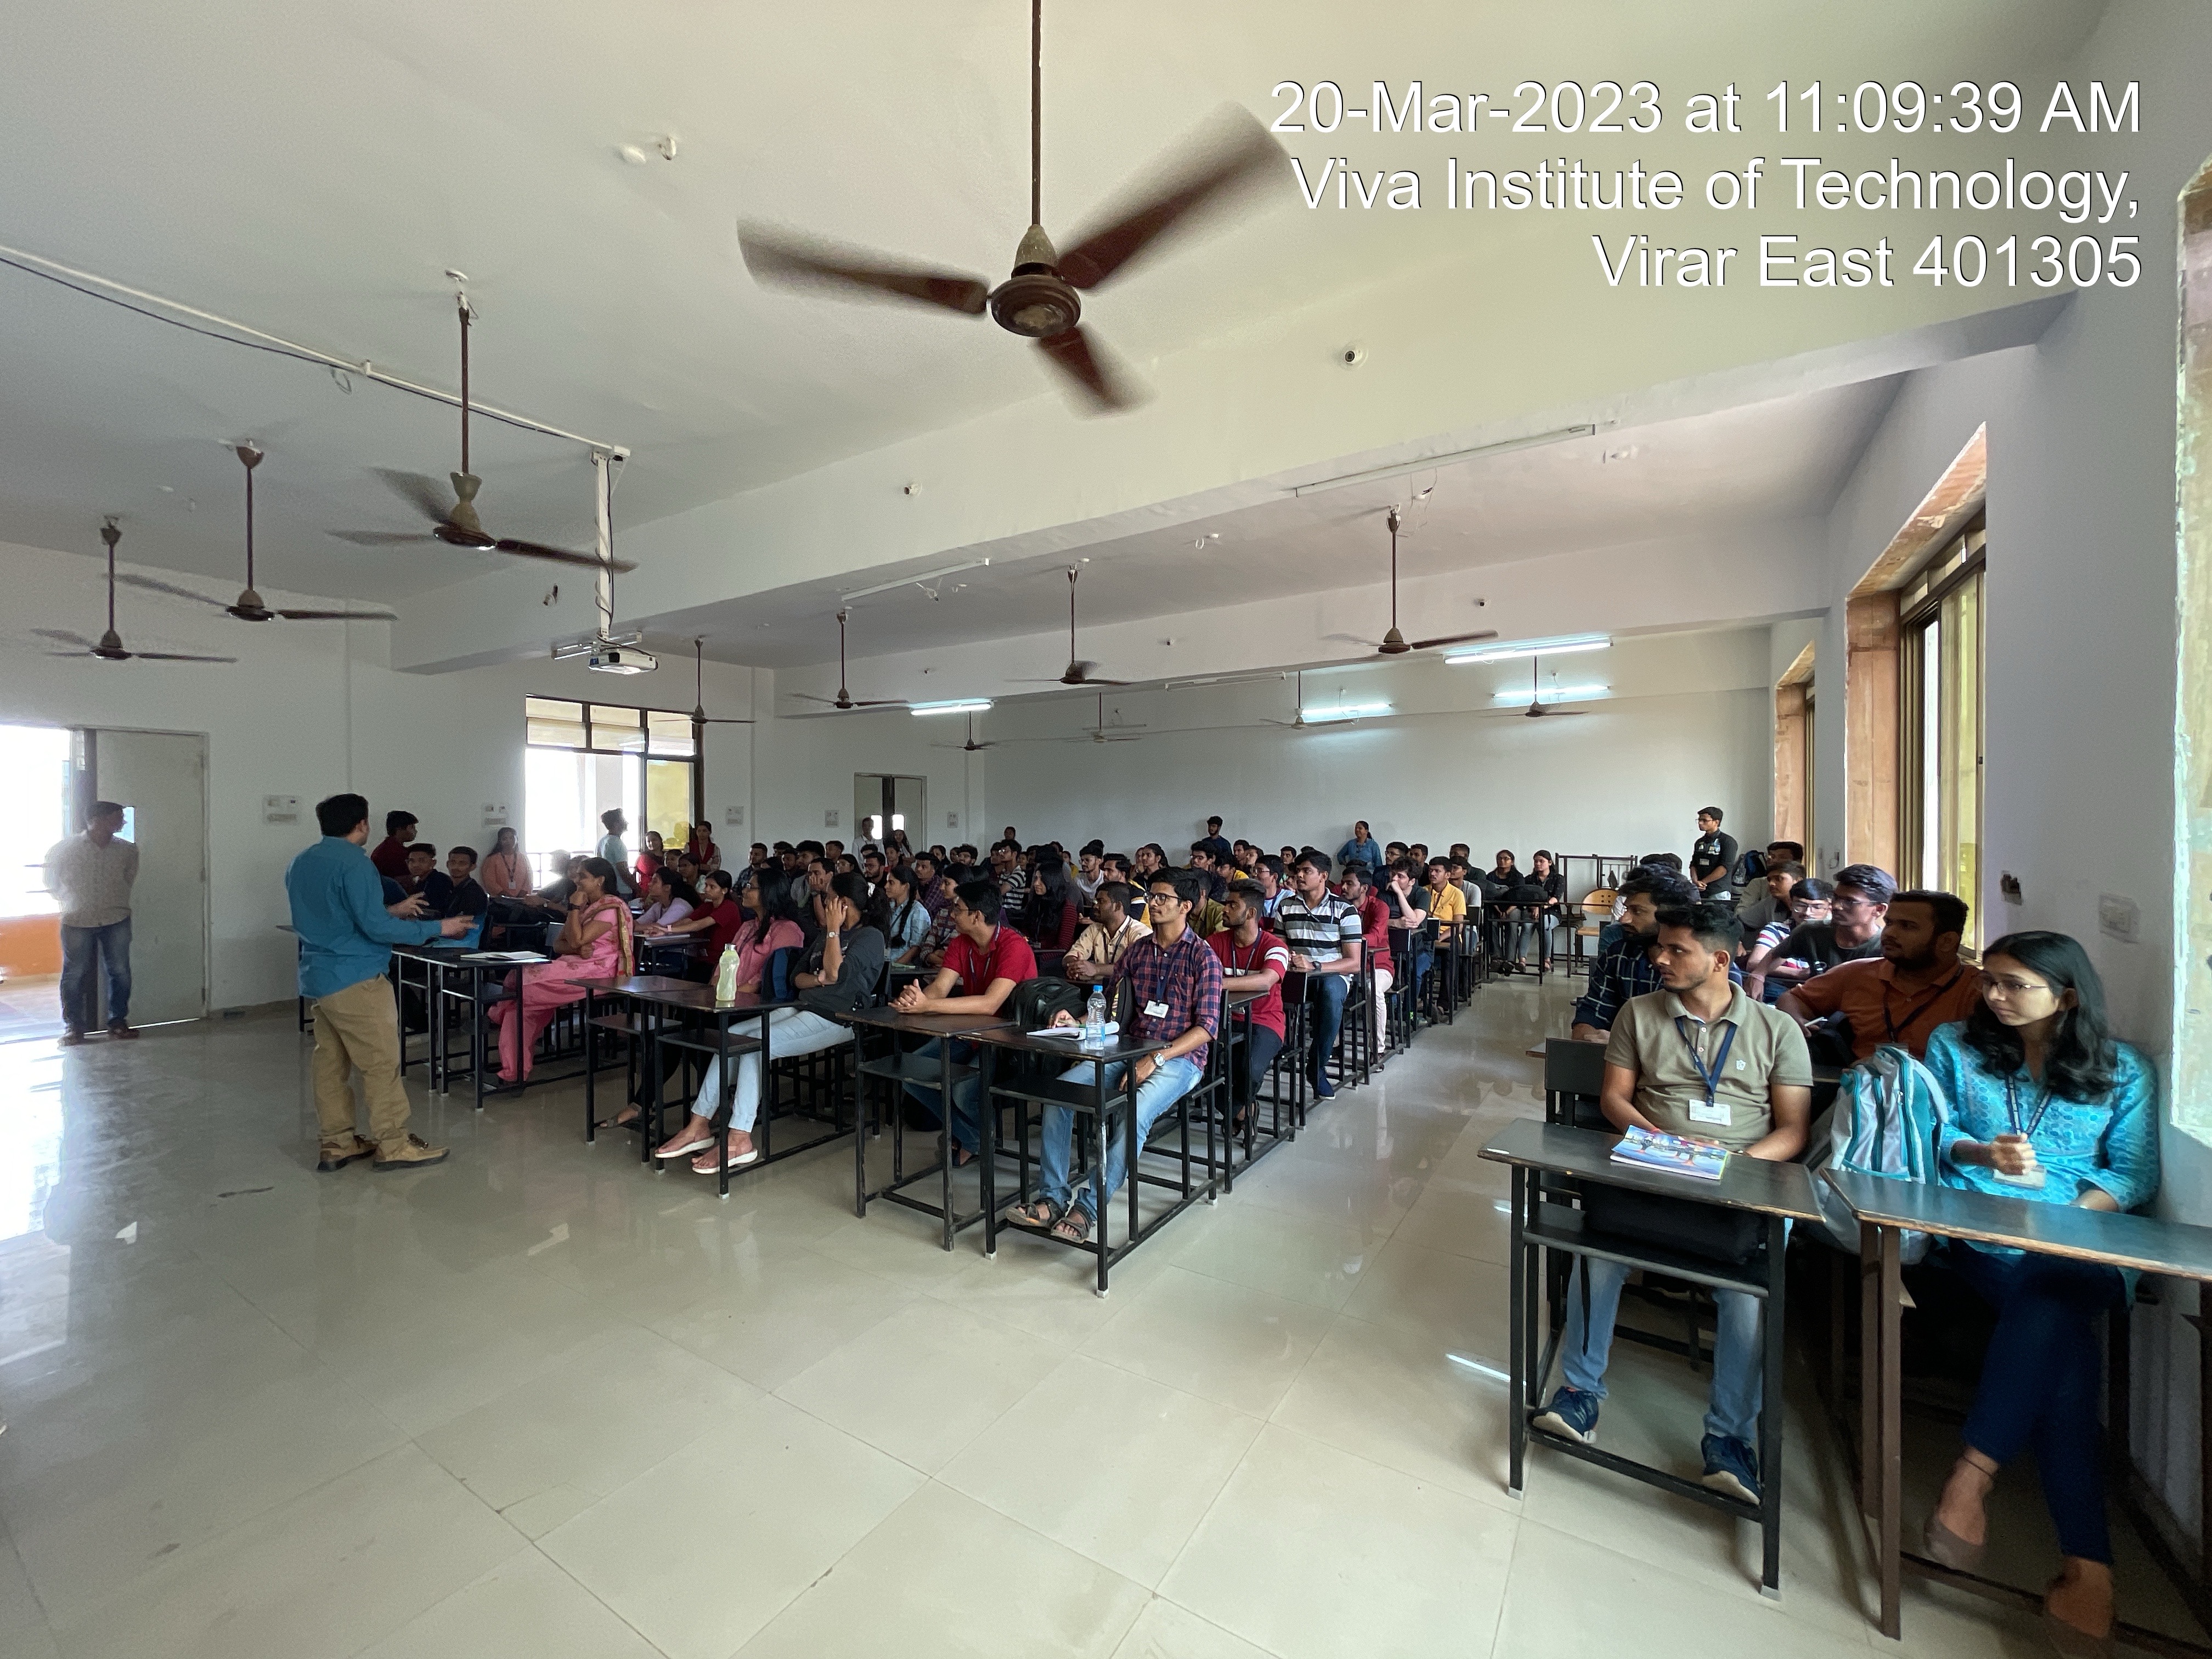 20-Mar-2023 at 11:09:39 AM
Viva Institute of Technology,
Virar East 401305